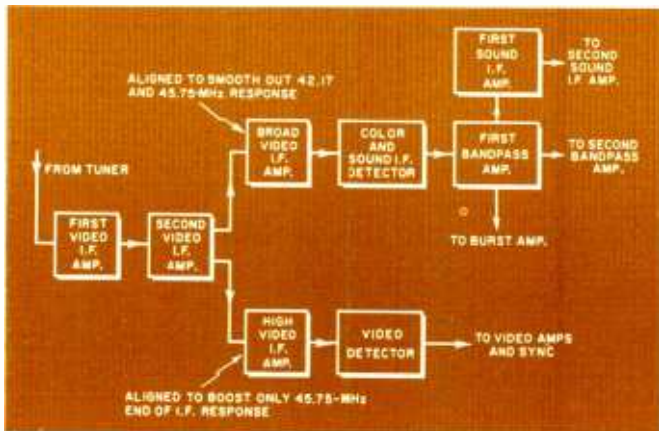 FIRST
SOUND
I.F.
AMP.
TO
SECOND
SOUND
I.F. AMP.
ALIGNED TO SMOOTH OUT 42.17
AND 45.75-MHz RESPONSE
BROAD
VIDEO
I.F.
AMP.
COLOR
AND
SOUND I.F.
DETECTOR
FIRST
BANDPASS
AMP.
TO SECOND
BANDPASS
AMP.
FROM TUNER
FIRST
VIDEO
I.F.
AMP.
SECOND
VIDEO
I.F.
AMP.
TO BURST AMP.
HIGH
VIDEO
I.F.
AMP.
VIDEO
DETECTOR
TO VIDEO AMPS
AND SYNC
ALIGNED TO BOOST ONLY 45.75-MHz
END OF I.F. RESPONSE